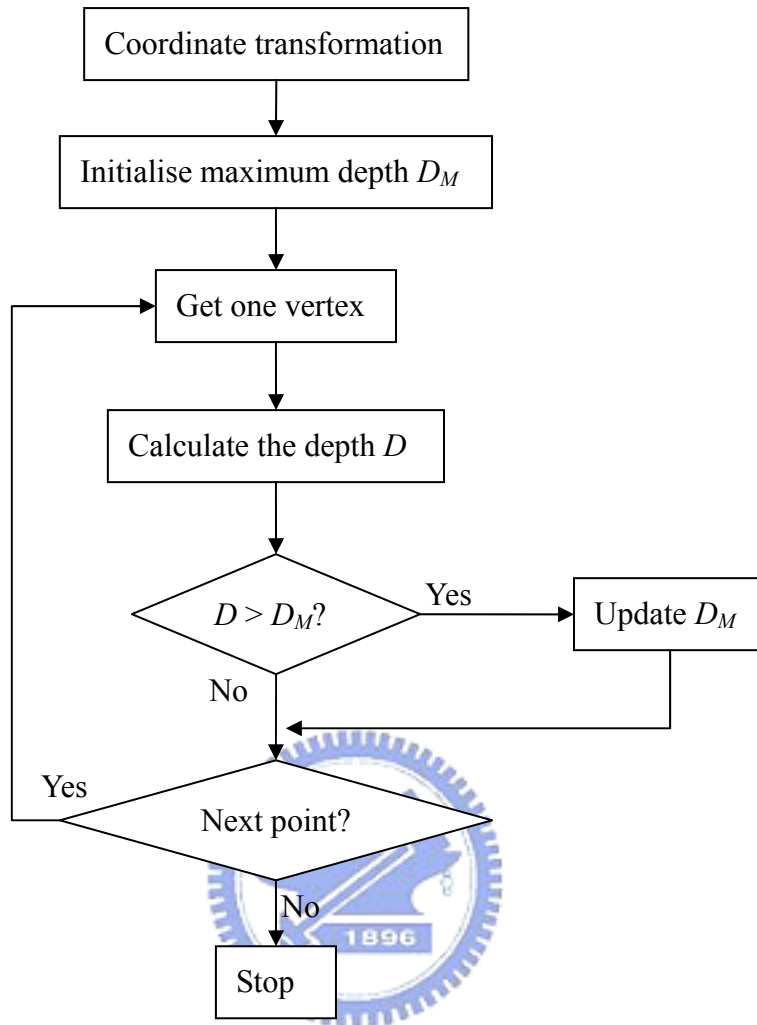 Coordinate transformation
Initialise maximum depth D_M
Get one vertex
Calculate the depth D
D > D_M?
Yes
Update D_M
No
Yes
Next point?
No
1896
Stop